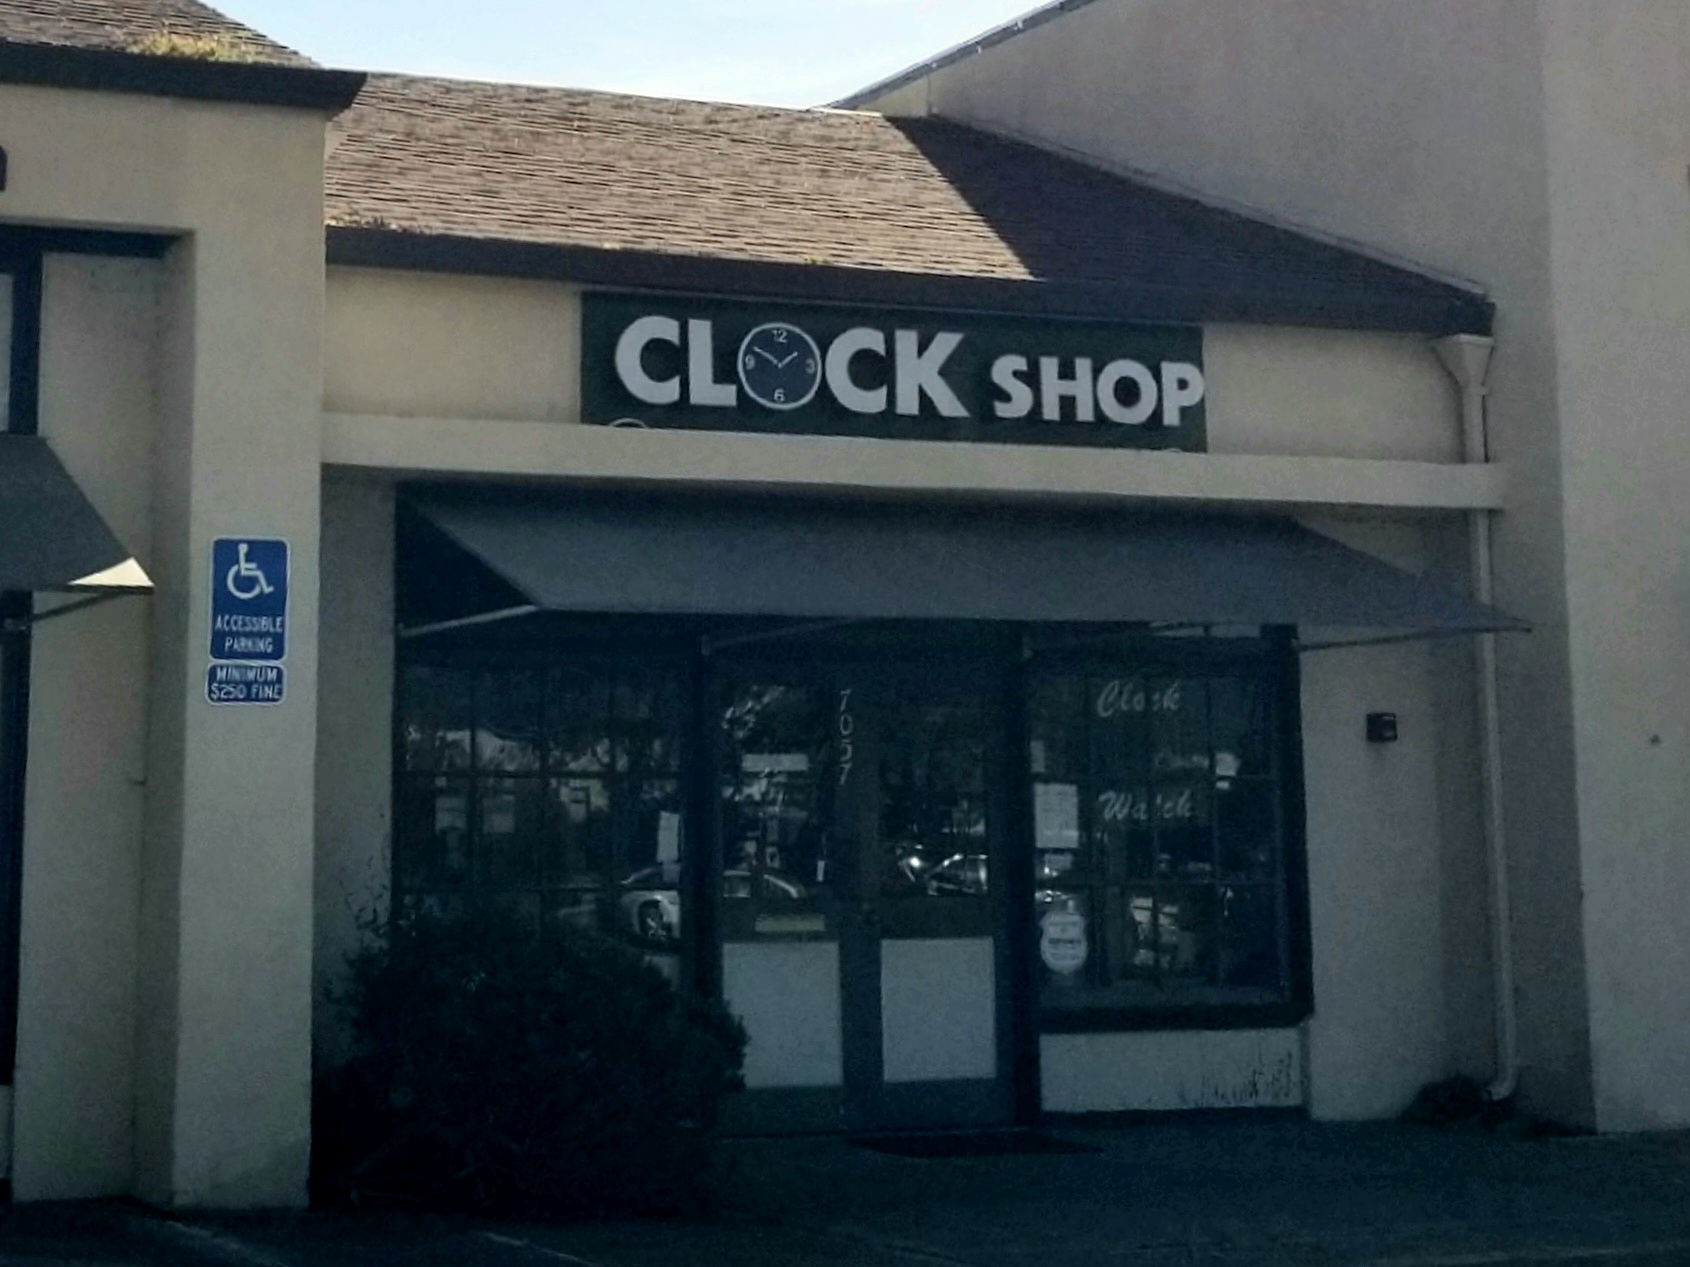 CLOCK SHOP
12
9 3
6
ACCESSIBLE
PARKING
MINIMUM
$250 FINE
7057
Clock
Watch